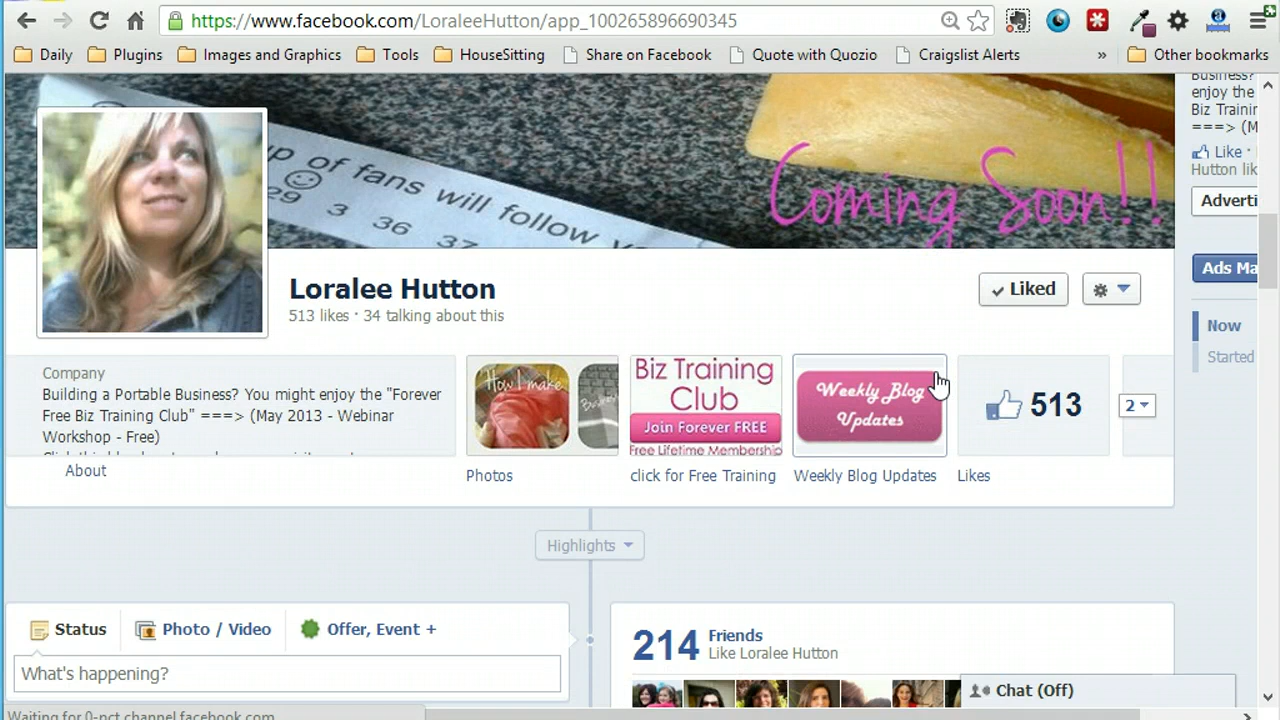 https://www.facebook.com/LoraleeHutton/app_100265896690345
Daily
Plugins
Images and Graphics
Tools
HouseSitting
Share on Facebook
Quote with Quozio
Craigslist Alerts
»
Other bookmarks
up of fans will follow
29 3 36 37
Coming Soon!!
enjoy the
Biz Trainin
===> (M
Like ·
Hutton lik
Adverti
Ads Ma
Now
Started
Loralee Hutton
513 likes · 34 talking about this
Liked
Company
Building a Portable Business? You might enjoy the "Forever
Free Biz Training Club" ===> (May 2013 - Webinar
Workshop - Free)
About
How I make
Photos
Biz Training
Club
Join Forever FREE
Free Lifetime Membership
click for Free Training
Weekly Blog
Updates
Weekly Blog Updates
513
Likes
2
Highlights
Status
Photo / Video
Offer, Event +
What's happening?
214
Friends
Like Loralee Hutton
Chat (Off)
Waiting for 0-pct.channel.facebook.com